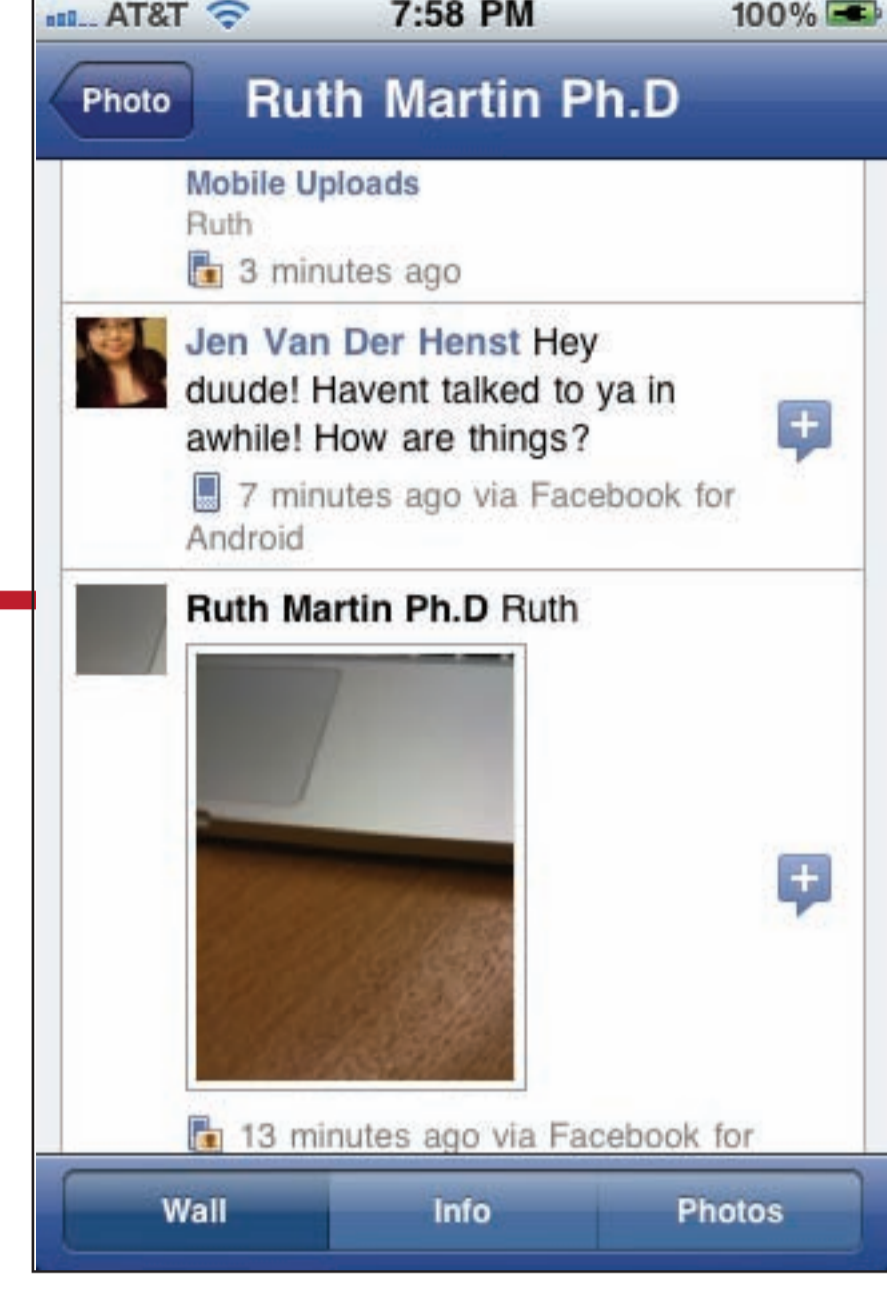 AT&T 7:58 PM 100%
Photo Ruth Martin Ph.D
Mobile Uploads
Ruth
3 minutes ago
Jen Van Der Henst Hey
duude! Havent talked to ya in
awhile! How are things?
7 minutes ago via Facebook for
Android
Ruth Martin Ph.D Ruth
13 minutes ago via Facebook for
Wall Info Photos